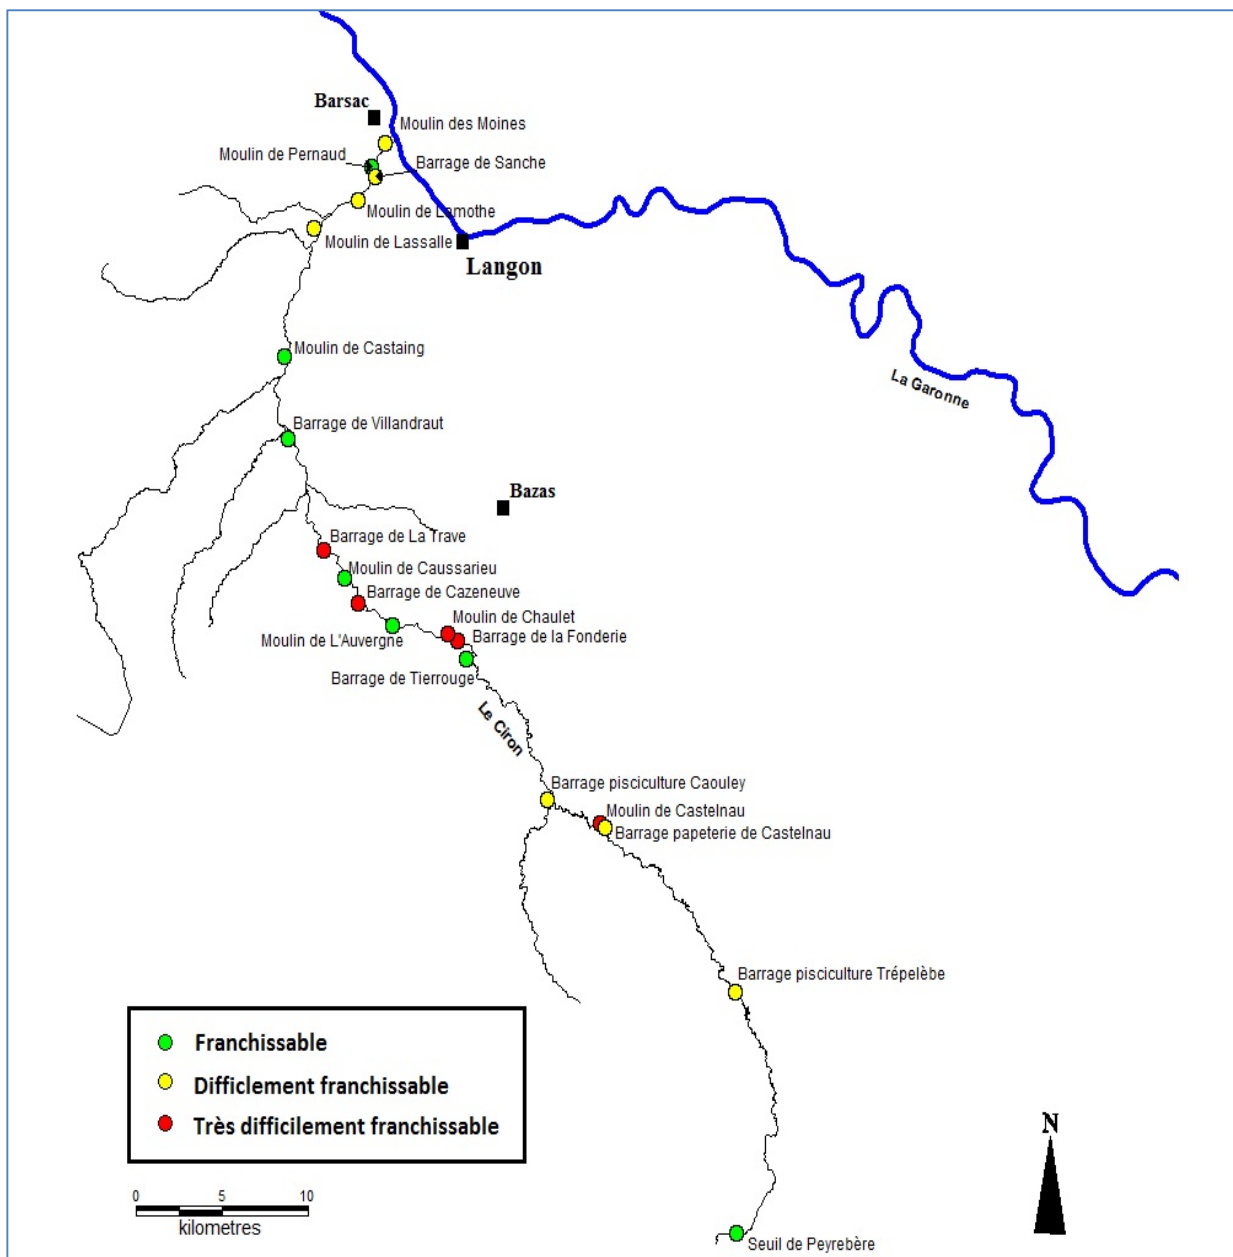 Barsac
Moulin des Moines
Moulin de Pernaud
Barrage de Sanche
Moulin de Lamothe
Moulin de Lassalle
Langon
Moulin de Castaing
La Garonne
Barrage de Villandraut
Bazas
Barrage de La Trave
Moulin de Caussarieu
Barrage de Cazeneuve
Moulin de Chaulet
Moulin de L'Auvergne
Barrage de la Fonderie
Barrage de Tierrouge
Le Ciron
Barrage pisciculture Caouley
Moulin de Castelnau
Barrage papeterie de Castelnau
Barrage pisciculture Trépelèbe
Franchissable
Difficlement franchissable
Très difficilement franchissable
N
0 5 10
kilometres
Seuil de Peyrebère